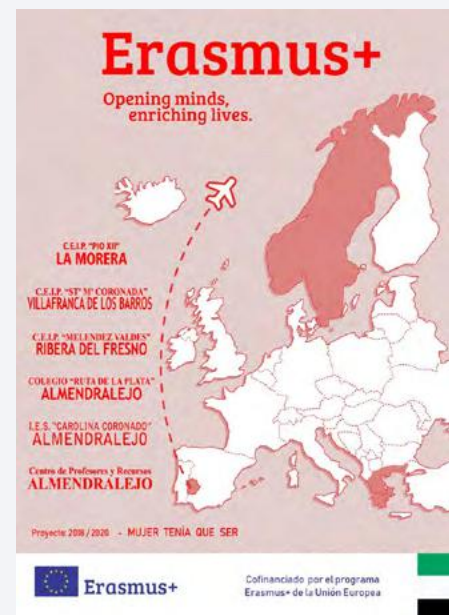 Erasmus+
Opening minds,
enriching lives.
C.E.I.P. "PIO XII"
LA MORERA
C.E.I.P. "STª Mª CORONADA"
VILLAFRANCA DE LOS BARROS
C.E.I.P. "MELENDEZ VALDES"
RIBERA DEL FRESNO
COLEGIO "RUTA DE LA PLATA"
ALMENDRALEJO
I.E.S. "CAROLINA CORONADO"
ALMENDRALEJO
Centro de Profesores y Recursos
ALMENDRALEJO
Proyecto 2018 / 2020 - MUJER TENÍA QUE SER
Erasmus+
Cofinanciado por el programa
Erasmus+ de la Unión Europea